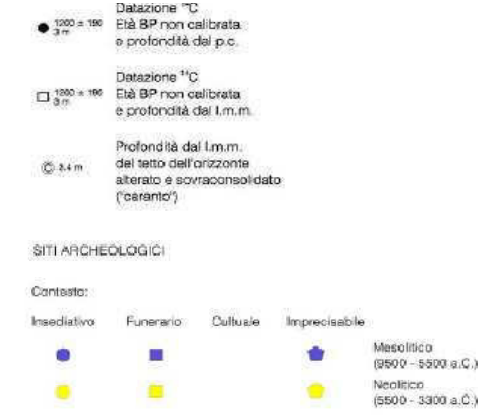 Datazione ¹⁴C
1200 ± 190 Età BP non calibrata
3 m e profondità dal p.c.
Datazione ¹⁴C
1200 ± 190 Età BP non calibrata
3 m e profondità dal l.m.m.
Profondità dal l.m.m.
© 3.4 m del tetto dell'orizzonte
alterato e sovraconsolidato
("caranto")
SITI ARCHEOLOGICI
Contesto:
Insediativo Funerario Cultuale Imprecisabile
Mesolitico
(9500 - 5500 a.C.)
Neolitico
(5500 - 3300 a.C.)